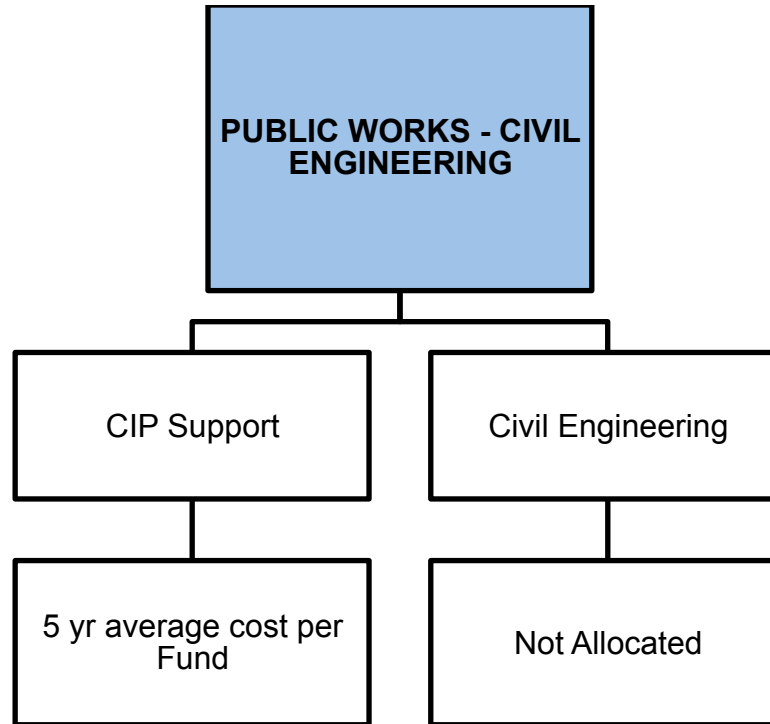 PUBLIC WORKS - CIVIL
ENGINEERING
CIP Support
Civil Engineering
5 yr average cost per
Fund
Not Allocated